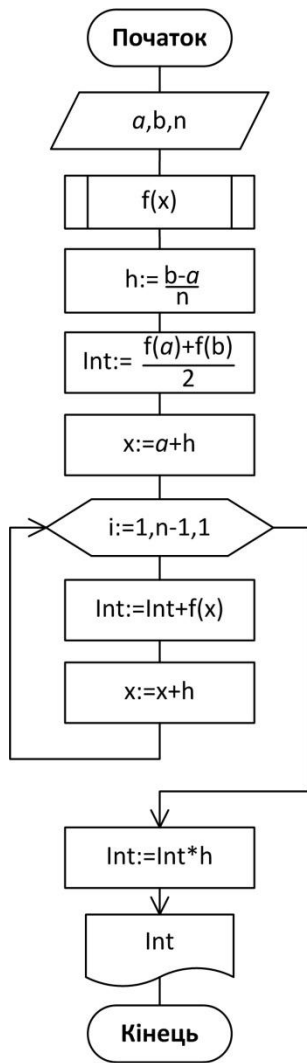 Початок
a,b,n
f(x)
h:= b-a
n
Int:= f(a)+f(b)
2
x:=a+h
i:=1,n-1,1
Int:=Int+f(x)
x:=x+h
Int:=Int*h
Int
Кінець